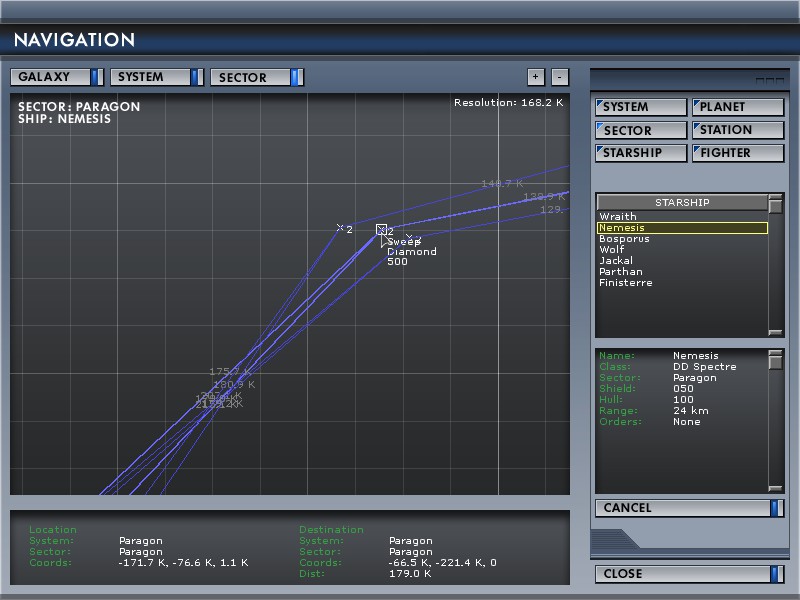 NAVIGATION
GALAXY SYSTEM SECTOR + -
SECTOR: PARAGON
SHIP: NEMESIS
Resolution: 168.2 K
SYSTEM PLANET
SECTOR STATION
STARSHIP FIGHTER
148.7 K
129.
2
2
Sweep
Diamond
500
175.7 K
180.9 K
STARSHIP
Wraith
Nemesis
Bosporus
Wolf
Jackal
Parthan
Finisterre
Name: Nemesis
Class: DD Spectre
Sector: Paragon
Shield: 050
Hull: 100
Range: 24 km
Orders: None
CANCEL
CLOSE
Location
System: Paragon
Sector: Paragon
Coords: -171.7 K, -76.6 K, 1.1 K
Destination
System: Paragon
Sector: Paragon
Coords: -66.5 K, -221.4 K, 0
Dist: 179.0 K